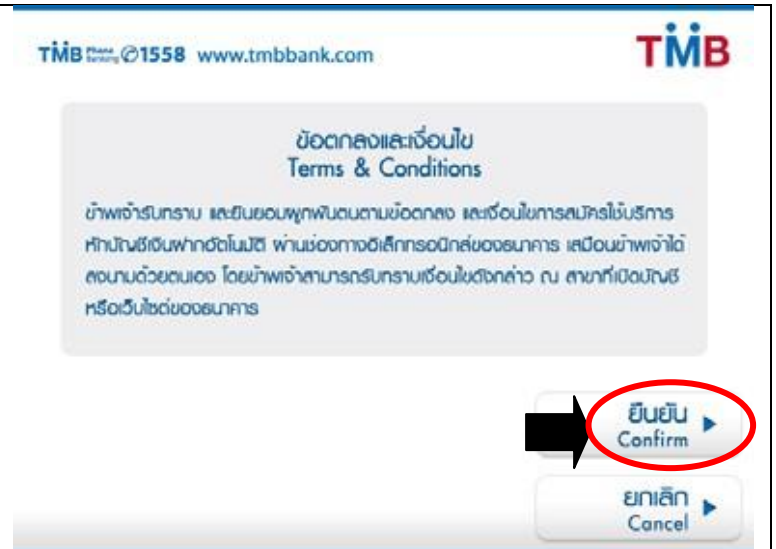 TMB Phone Banking 1558 www.tmbbank.com
TMB
ข้อตกลงและเงื่อนไข
Terms & Conditions
ข้าพเจ้ารับทราบ และยินยอมผูกพันตนตามข้อตกลง และเงื่อนไขการสมัครใช้บริการ
หักบัญชีเงินฝากอัตโนมัติ ผ่านช่องทางอิเล็กทรอนิกส์ของธนาคาร เสมือนข้าพเจ้าได้
ลงนามด้วยตนเอง โดยข้าพเจ้าสามารถรับทราบเงื่อนไขดังกล่าว ณ สาขาที่เปิดบัญชี
หรือเว็บไซต์ของธนาคาร
ยืนยัน
Confirm
ยกเลิก
Cancel